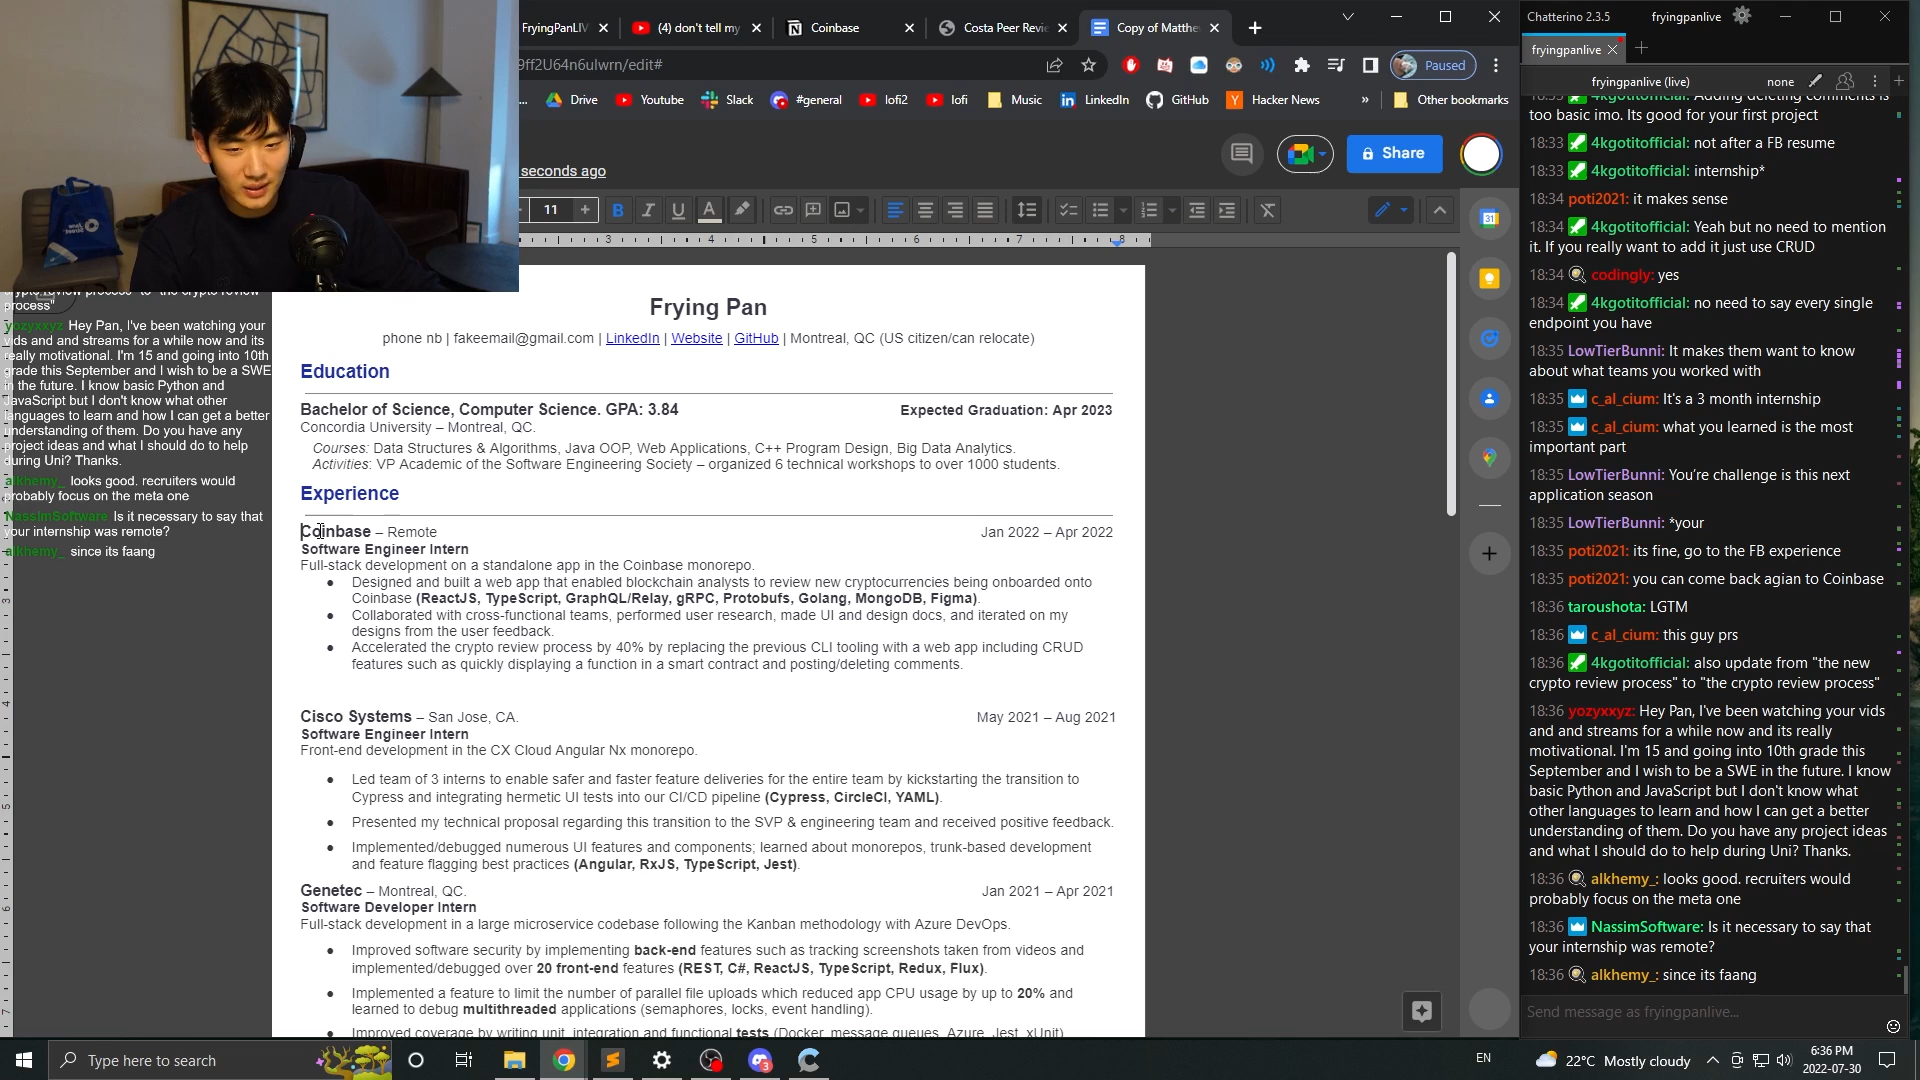 FryingPanLIV
(4) don't tell my
Coinbase
Costa Peer Revie
Copy of Matthe
9ff2U64n6ulwrn/edit#
Paused
...
Drive
Youtube
Slack
#general
lofi2
lofi
Music
LinkedIn
GitHub
Hacker News
»
Other bookmarks
seconds ago
Share
11
3 4 5 6 7 8
Frying Pan
phone nb | fakeemail@gmail.com | LinkedIn | Website | GitHub | Montreal, QC (US citizen/can relocate)
Education
Bachelor of Science, Computer Science. GPA: 3.84 Expected Graduation: Apr 2023
Concordia University – Montreal, QC.
Courses: Data Structures & Algorithms, Java OOP, Web Applications, C++ Program Design, Big Data Analytics.
Activities: VP Academic of the Software Engineering Society – organized 6 technical workshops to over 1000 students.
Experience
Coinbase – Remote Jan 2022 – Apr 2022
Software Engineer Intern
Full-stack development on a standalone app in the Coinbase monorepo.
● Designed and built a web app that enabled blockchain analysts to review new cryptocurrencies being onboarded onto
Coinbase (ReactJS, TypeScript, GraphQL/Relay, gRPC, Protobufs, Golang, MongoDB, Figma).
● Collaborated with cross-functional teams, performed user research, made UI and design docs, and iterated on my
designs from the user feedback.
● Accelerated the crypto review process by 40% by replacing the previous CLI tooling with a web app including CRUD
features such as quickly displaying a function in a smart contract and posting/deleting comments.
Cisco Systems – San Jose, CA. May 2021 – Aug 2021
Software Engineer Intern
Front-end development in the CX Cloud Angular Nx monorepo.
● Led team of 3 interns to enable safer and faster feature deliveries for the entire team by kickstarting the transition to
Cypress and integrating hermetic UI tests into our CI/CD pipeline (Cypress, CircleCI, YAML).
● Presented my technical proposal regarding this transition to the SVP & engineering team and received positive feedback.
● Implemented/debugged numerous UI features and components; learned about monorepos, trunk-based development
and feature flagging best practices (Angular, RxJS, TypeScript, Jest).
Genetec – Montreal, QC. Jan 2021 – Apr 2021
Software Developer Intern
Full-stack development in a large microservice codebase following the Kanban methodology with Azure DevOps.
● Improved software security by implementing back-end features such as tracking screenshots taken from videos and
implemented/debugged over 20 front-end features (REST, C#, ReactJS, TypeScript, Redux, Flux).
● Implemented a feature to limit the number of parallel file uploads which reduced app CPU usage by up to 20% and
learned to debug multithreaded applications (semaphores, locks, event handling).
● Improved coverage by writing unit, integration and functional tests (Docker, message queues, Azure, Jest, xUnit)
crypto review process" to "the crypto review
process"
yozyxxyz Hey Pan, I've been watching your
vids and and streams for a while now and its
really motivational. I'm 15 and going into 10th
grade this September and I wish to be a SWE
in the future. I know basic Python and
JavaScript but I don't know what other
languages to learn and how I can get a better
understanding of them. Do you have any
project ideas and what I should do to help
during Uni? Thanks.
alkhemy_ looks good. recruiters would
probably focus on the meta one
NassimSoftware Is it necessary to say that
your internship was remote?
alkhemy_ since its faang
Chatterino 2.3.5
fryingpanlive
fryingpanlive
fryingpanlive (live)
none
18:33 4kgotitofficial: Adding deleting comments is
too basic imo. Its good for your first project
18:33 4kgotitofficial: not after a FB resume
18:33 4kgotitofficial: internship*
18:34 poti2021: it makes sense
18:34 4kgotitofficial: Yeah but no need to mention
it. If you really want to add it just use CRUD
18:34 codingly: yes
18:34 4kgotitofficial: no need to say every single
endpoint you have
18:35 LowTierBunni: It makes them want to know
about what teams you worked with
18:35 c_al_cium: It's a 3 month internship
18:35 c_al_cium: what you learned is the most
important part
18:35 LowTierBunni: You're challenge is this next
application season
18:35 LowTierBunni: *your
18:35 poti2021: its fine, go to the FB experience
18:35 poti2021: you can come back agian to Coinbase
18:36 taroushota: LGTM
18:36 c_al_cium: this guy prs
18:36 4kgotitofficial: also update from "the new
crypto review process" to "the crypto review process"
18:36 yozyxxyz: Hey Pan, I've been watching your vids
and and streams for a while now and its really
motivational. I'm 15 and going into 10th grade this
September and I wish to be a SWE in the future. I know
basic Python and JavaScript but I don't know what
other languages to learn and how I can get a better
understanding of them. Do you have any project ideas
and what I should do to help during Uni? Thanks.
18:36 alkhemy_: looks good. recruiters would
probably focus on the meta one
18:36 NassimSoftware: Is it necessary to say that
your internship was remote?
18:36 alkhemy_: since its faang
Send message as fryingpanlive...
Type here to search
EN
22°C Mostly cloudy
6:36 PM
2022-07-30